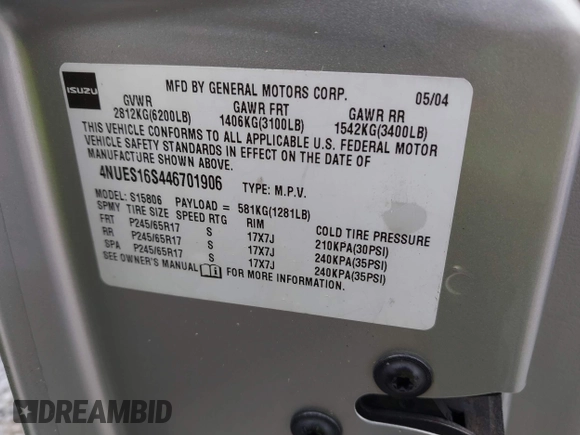 ISUZU
MFD BY GENERAL MOTORS CORP. 05/04
GVWR GAWR FRT GAWR RR
2812KG(6200LB) 1406KG(3100LB) 1542KG(3400LB)
THIS VEHICLE CONFORMS TO ALL APPLICABLE U.S. FEDERAL MOTOR
VEHICLE SAFETY STANDARDS IN EFFECT ON THE DATE OF
MANUFACTURE SHOWN ABOVE.
4NUES16S446701906 TYPE: M.P.V.
MODEL: S15806 PAYLOAD = 581KG(1281LB)
SPMY TIRE SIZE SPEED RTG RIM COLD TIRE PRESSURE
FRT P245/65R17 S 17X7J 210KPA(30PSI)
RR P245/65R17 S 17X7J 240KPA(35PSI)
SPA P245/65R17 S 17X7J 240KPA(35PSI)
SEE OWNER'S MANUAL FOR MORE INFORMATION.
DREAMBID